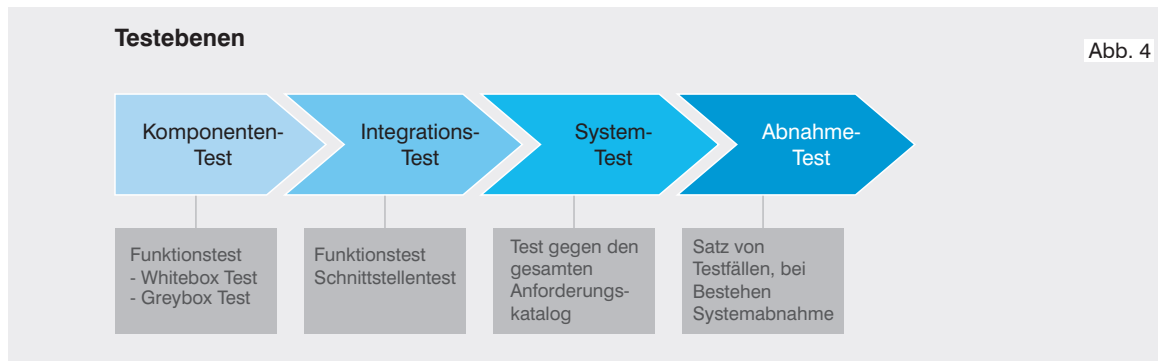 Testebenen
Abb. 4
Komponenten-
Test
Integrations-
Test
System-
Test
Abnahme-
Test
Funktionstest
- Whitebox Test
- Greybox Test
Funktionstest
Schnittstellentest
Test gegen den
gesamten
Anforderungs-
katalog
Satz von
Testfällen, bei
Bestehen
Systemabnahme